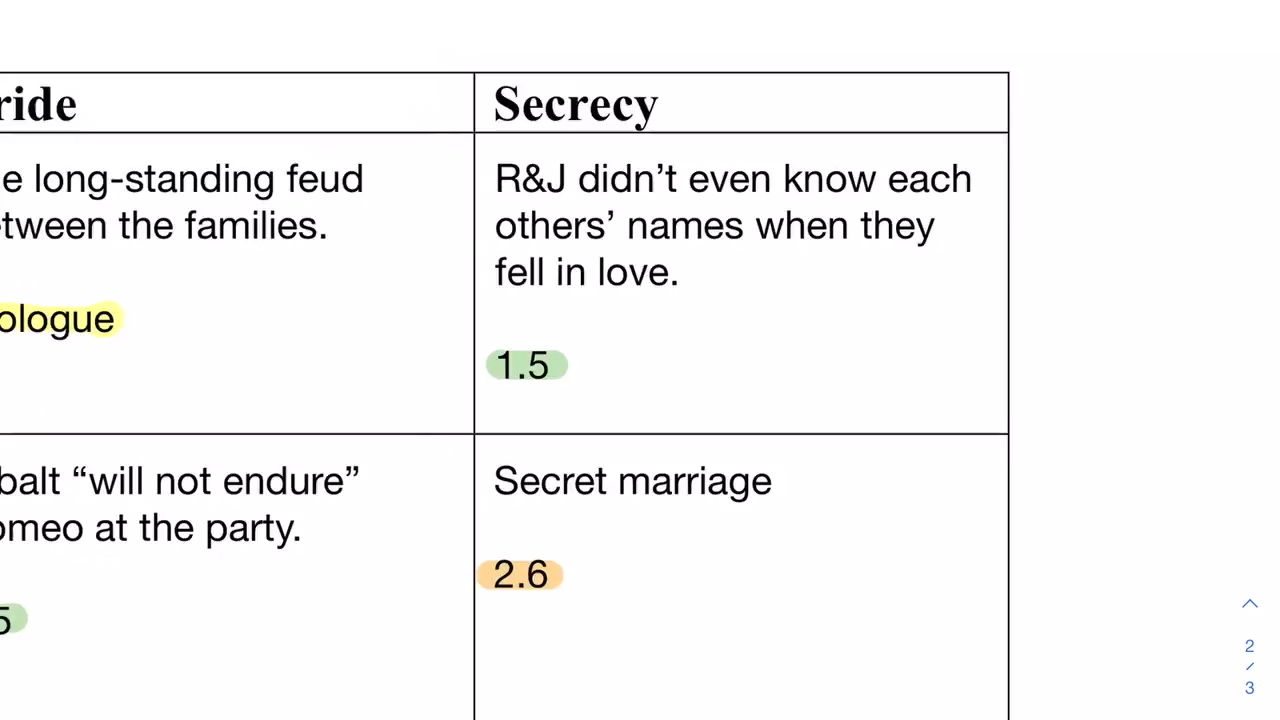 ride
Secrecy
e long-standing feud
tween the families.
ologue
R&J didn’t even know each
others’ names when they
fell in love.
1.5
balt “will not endure”
omeo at the party.
5
Secret marriage
2.6
2
/
3